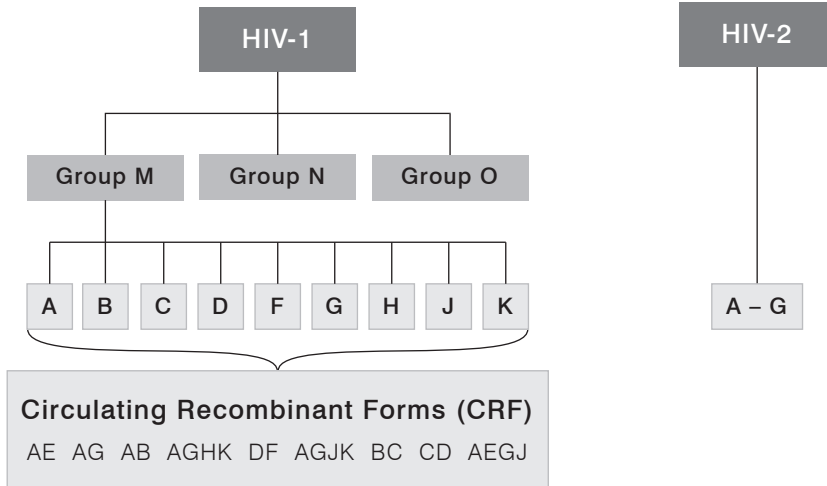 HIV-1
HIV-2
Group M
Group N
Group O
A
B
C
D
F
G
H
J
K
A – G
Circulating Recombinant Forms (CRF)
AE AG AB AGHK DF AGJK BC CD AEGJ